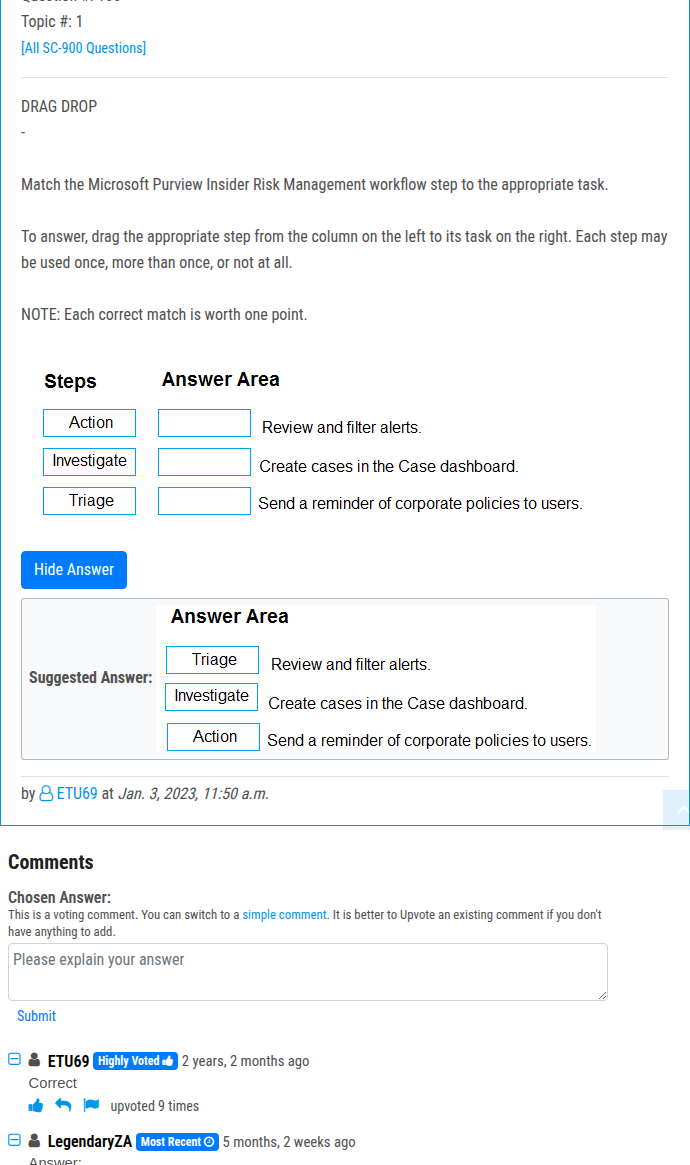 Topic #: 1
[All SC-900 Questions]
DRAG DROP
-
Match the Microsoft Purview Insider Risk Management workflow step to the appropriate task.
To answer, drag the appropriate step from the column on the left to its task on the right. Each step may
be used once, more than once, or not at all.
NOTE: Each correct match is worth one point.
Steps Answer Area
Action Review and filter alerts.
Investigate Create cases in the Case dashboard.
Triage Send a reminder of corporate policies to users.
Hide Answer
Answer Area
Triage Review and filter alerts.
Suggested Answer:
Investigate Create cases in the Case dashboard.
Action Send a reminder of corporate policies to users.
by ETU69 at Jan. 3, 2023, 11:50 a.m.
Comments
Chosen Answer:
This is a voting comment. You can switch to a simple comment. It is better to Upvote an existing comment if you don't
have anything to add.
Please explain your answer
Submit
ETU69 Highly Voted 2 years, 2 months ago
Correct
upvoted 9 times
LegendaryZA Most Recent 5 months, 2 weeks ago
Answer: